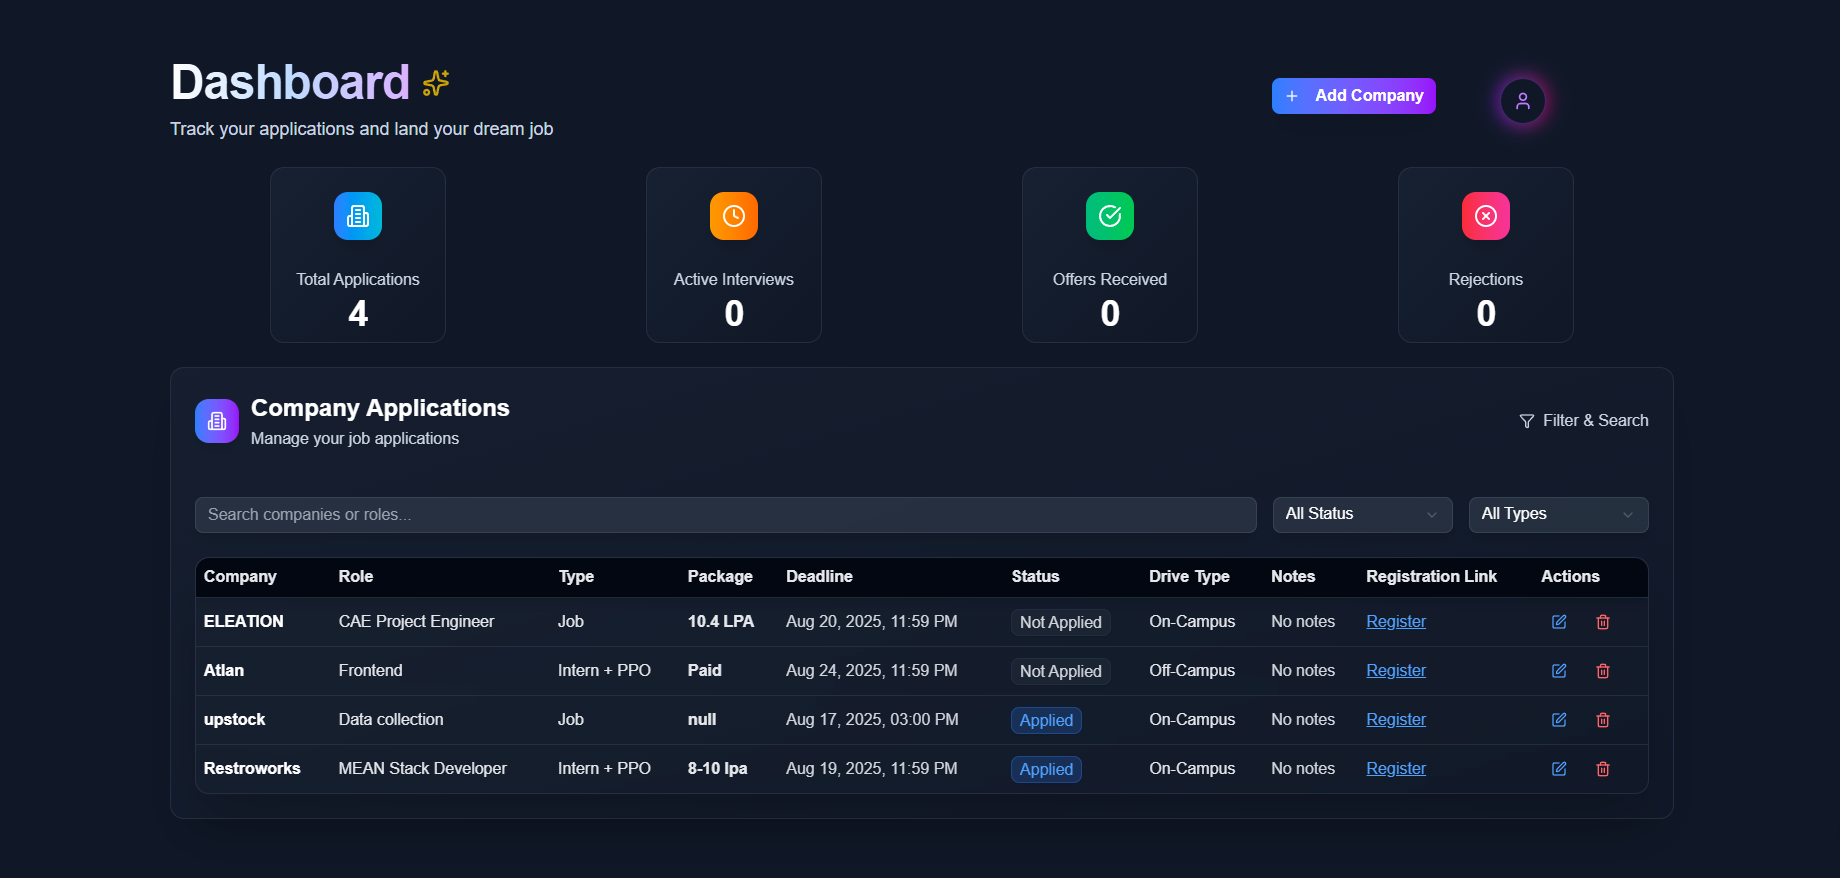 Dashboard
Track your applications and land your dream job
Add Company
Total Applications
4
Active Interviews
0
Offers Received
0
Rejections
0
Company Applications
Manage your job applications
Filter & Search
Search companies or roles...
All Status
All Types
Company Role Type Package Deadline Status Drive Type Notes Registration Link Actions
ELEATION CAE Project Engineer Job 10.4 LPA Aug 20, 2025, 11:59 PM Not Applied On-Campus No notes Register
Atlan Frontend Intern + PPO Paid Aug 24, 2025, 11:59 PM Not Applied Off-Campus No notes Register
upstock Data collection Job null Aug 17, 2025, 03:00 PM Applied On-Campus No notes Register
Restroworks MEAN Stack Developer Intern + PPO 8-10 lpa Aug 19, 2025, 11:59 PM Applied On-Campus No notes Register